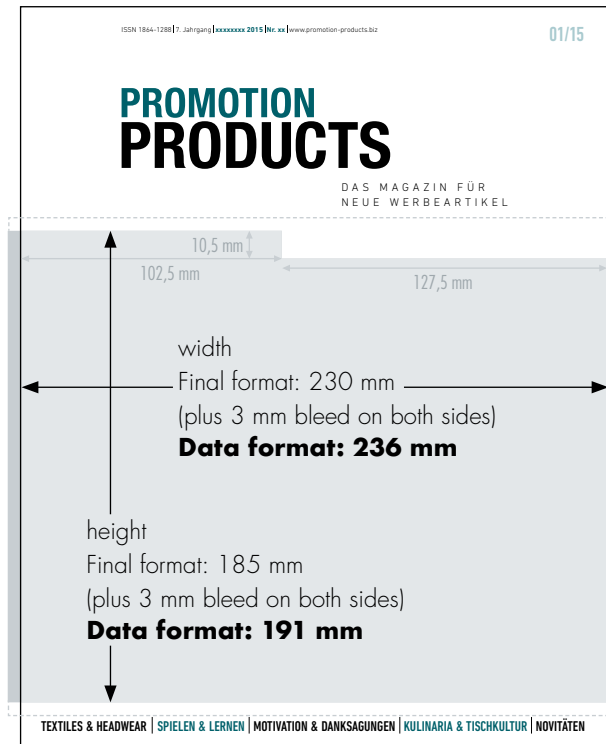 ISSN 1864-1288 | 7. Jahrgang | xxxxxxxx 2015 | Nr. xx | www.promotion-products.biz
01/15
PROMOTION
PRODUCTS
DAS MAGAZIN FÜR
NEUE WERBEARTIKEL
10,5 mm
102,5 mm
127,5 mm
width
Final format: 230 mm
(plus 3 mm bleed on both sides)
Data format: 236 mm
height
Final format: 185 mm
(plus 3 mm bleed on both sides)
Data format: 191 mm
TEXTILES & HEADWEAR | SPIELEN & LERNEN | MOTIVATION & DANKSAGUNGEN | KULINARIA & TISCHKULTUR | NOVITÄTEN